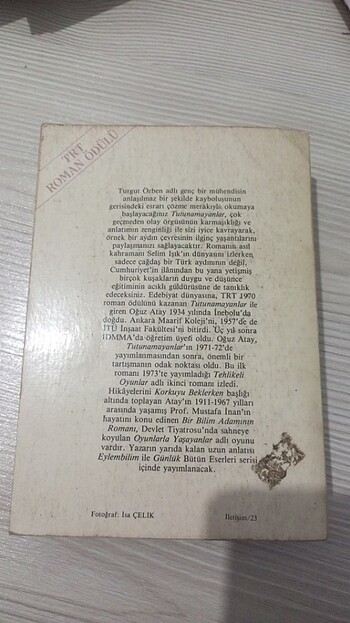 TRT
ROMAN ÖDÜLÜ
Turgut Özben adlı genç bir mühendisin
anlaşılmaz bir şekilde kayboluşunun
gerisindeki esrarı çözme merakıyla okumaya
başlayacağınız Tutunamayanlar, çok
geçmeden olay örgüsünün karmaşıklığı ve
anlatımın zenginliği ile sizi iyice kavrayarak,
örnek bir aydın çevresinin ilginç yaşantılarını
paylaşmanızı sağlayacaktır. Romanın asıl
kahramanı Selim Işık'ın dünyasını izlerken,
sadece çağdaş bir Türk aydınının değil,
Cumhuriyet'in ilânından bu yana yetişmiş
birçok kuşakların duygu ve düşünce
eğitiminin acıklı güldürüsüne de tanıklık
edeceksiniz. Edebiyat dünyasına, TRT 1970
roman ödülünü kazanan Tutunamayanlar ile
giren Oğuz Atay 1934 yılında İnebolu'da
doğdu. Ankara Maarif Koleji'ni, 1957'de de
İTÜ İnşaat Fakültesi'ni bitirdi. Üç yıl sonra
İDMMA'da öğretim üyesi oldu. Oğuz Atay,
Tutunamayanlar'ın 1971-72'de
yayımlanmasından sonra, önemli bir
tartışmanın odak noktası oldu. Bu ilk
romanı 1973'te yayımladığı Tehlikeli
Oyunlar adlı ikinci romanı izledi.
Hikâyelerini Korkuyu Beklerken başlığı
altında toplayan Atay'ın 1911-1967 yılları
arasında yaşamış Prof. Mustafa İnan'ın
hayatını konu edinen Bir Bilim Adamının
Romanı, Devlet Tiyatrosu'nda sahneye
koyulan Oyunlarla Yaşayanlar adlı oyunu
vardır. Yazarın yarıda kalan uzun anlatısı
Eylembilim ile Günlük Bütün Eserleri serisi
içinde yayımlanacak.
Fotoğraf: İsa ÇELİK
İletişim/23